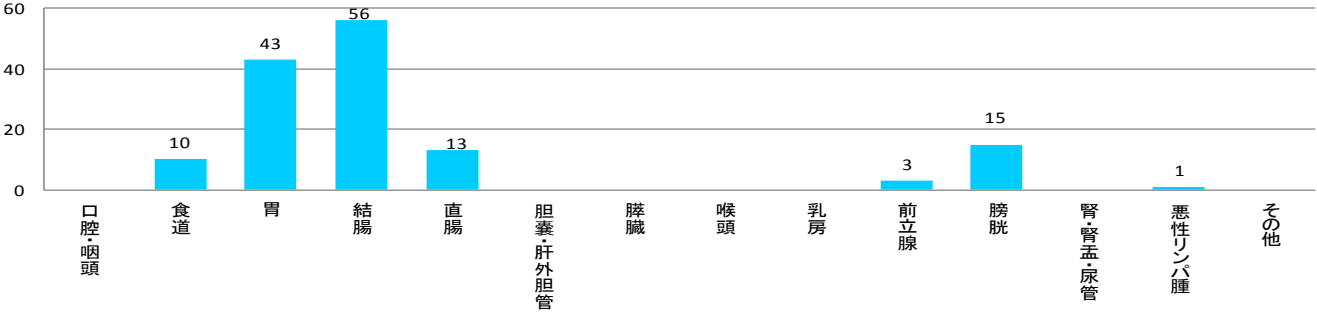 60
40
20
0
10
43
56
13
3
15
1
口腔・咽頭
食道
胃
結腸
直腸
胆嚢・肝外胆管
膵臓
喉頭
乳房
前立腺
膀胱
腎・腎盂・尿管
悪性リンパ腫
その他